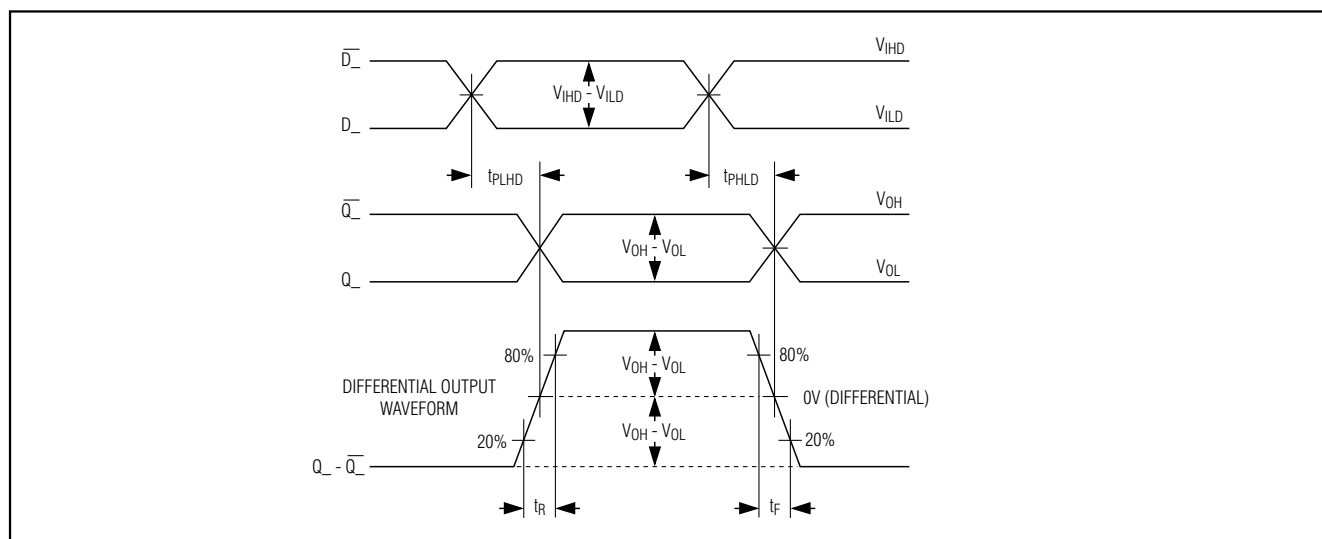 D̅_̅ V_IHD
V_IHD - V_ILD
D_ V_ILD
t_PLHD t_PHLD
Q̅_̅ V_OH
V_OH - V_OL
Q_ V_OL
80% V_OH - V_OL 80%
DIFFERENTIAL OUTPUT
WAVEFORM
0V (DIFFERENTIAL)
20% V_OH - V_OL 20%
Q_ - Q̅_̅
t_R t_F